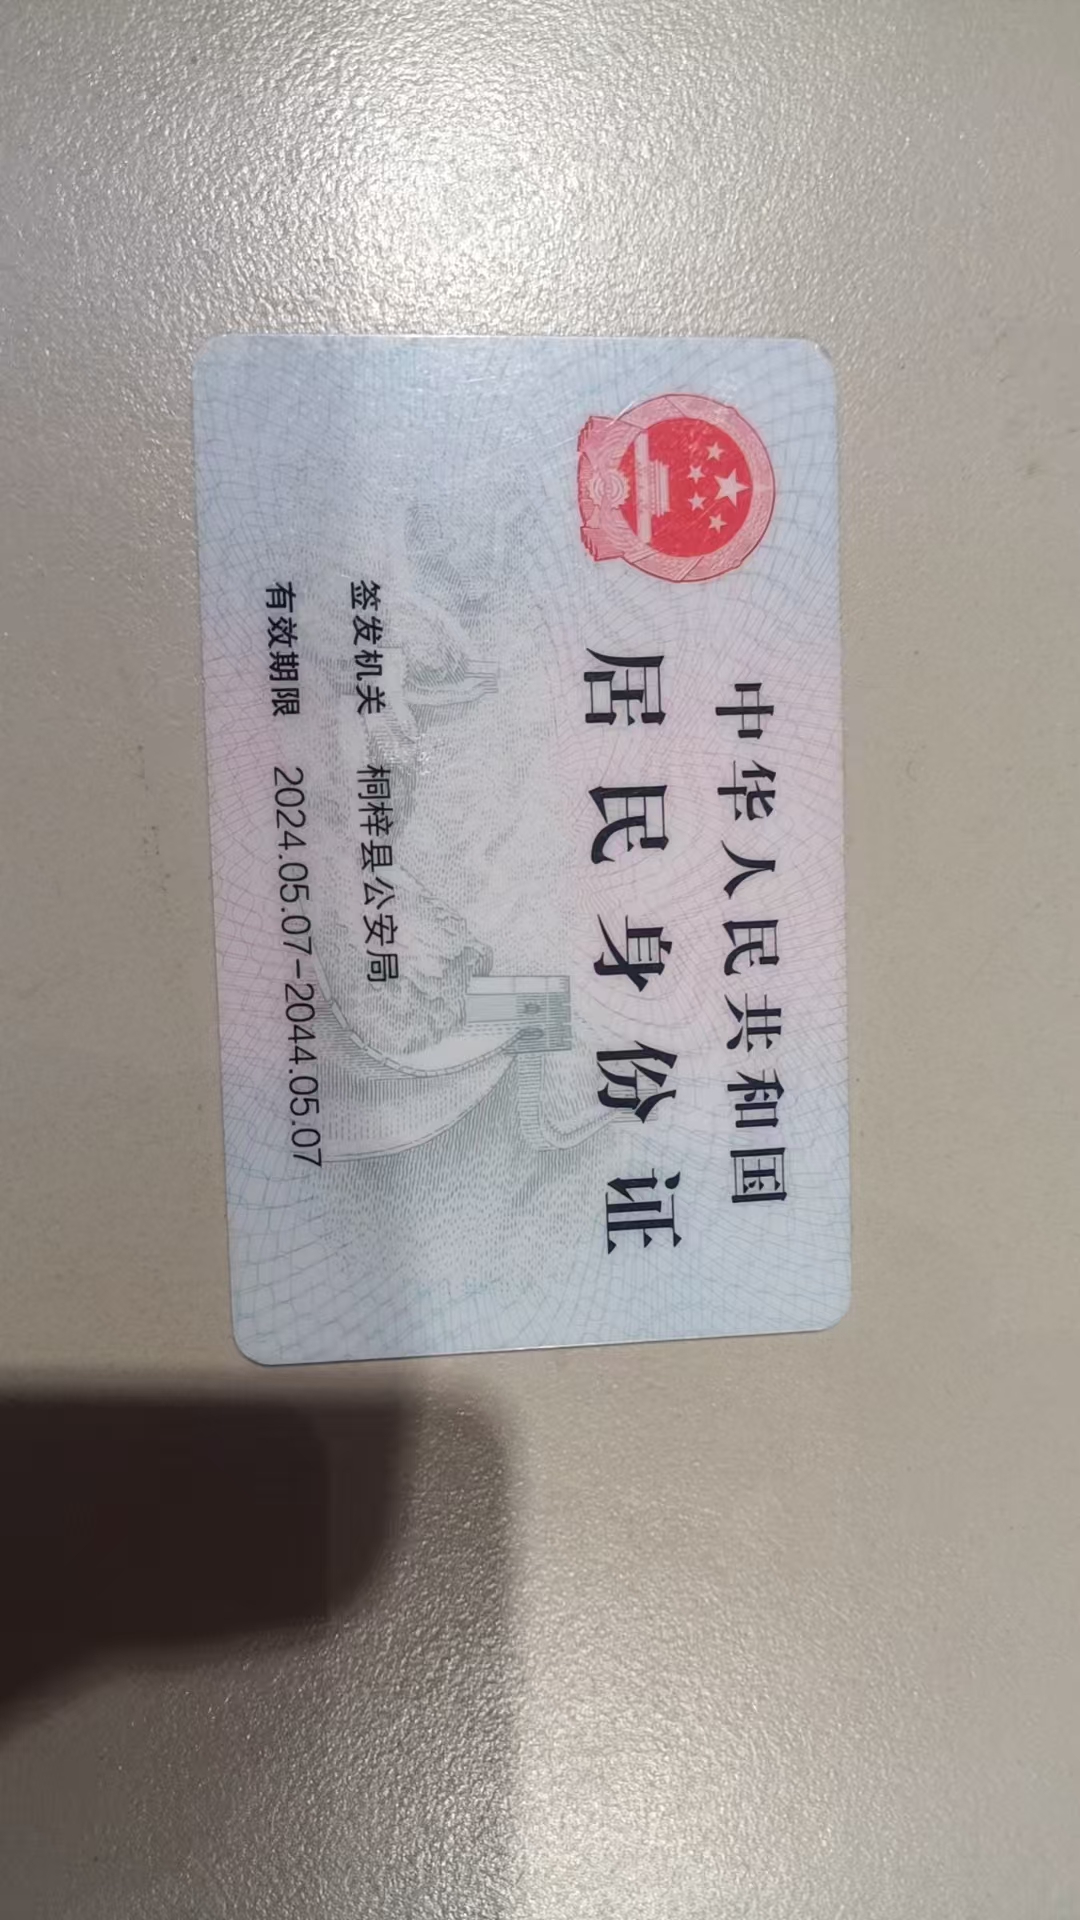 中华人民共和国
居民身份证
签发机关 桐梓县公安局
有效期限 2024.05.07-2044.05.07